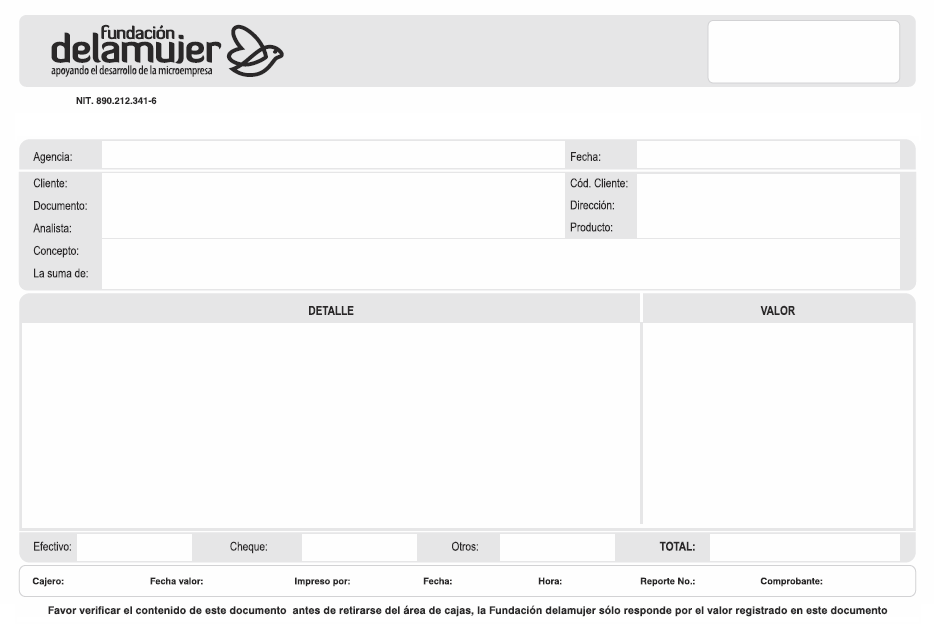 fundación
delamujer
apoyando el desarrollo de la microempresa
NIT. 890.212.341-6
Agencia: Fecha:
Cliente: Cód. Cliente:
Documento: Dirección:
Analista: Producto:
Concepto:
La suma de:
DETALLE VALOR
Efectivo: Cheque: Otros: TOTAL:
Cajero: Fecha valor: Impreso por: Fecha: Hora: Reporte No.: Comprobante:
Favor verificar el contenido de este documento antes de retirarse del área de cajas, la Fundación delamujer sólo responde por el valor registrado en este documento